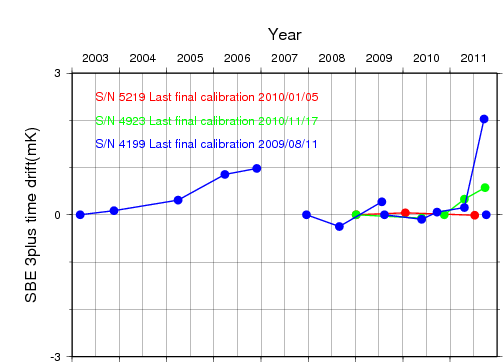 Year
2003 2004 2005 2006 2007 2008 2009 2010 2011
3
S/N 5219 Last final calibration 2010/01/05
S/N 4923 Last final calibration 2010/11/17
S/N 4199 Last final calibration 2009/08/11
0
SBE 3plus time drift(mK)
-3